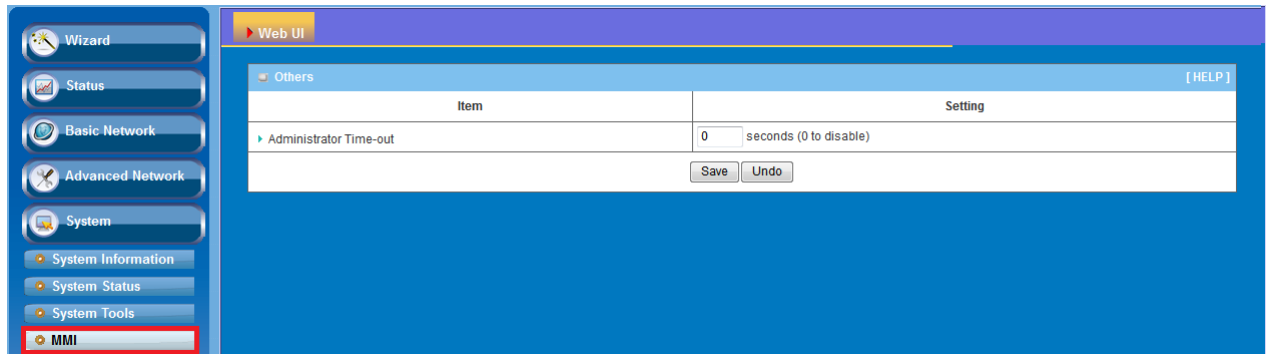 Wizard
Status
Basic Network
Advanced Network
System
System Information
System Status
System Tools
MMI
Web UI
Others [ HELP ]
Item Setting
Administrator Time-out 0 seconds (0 to disable)
Save Undo